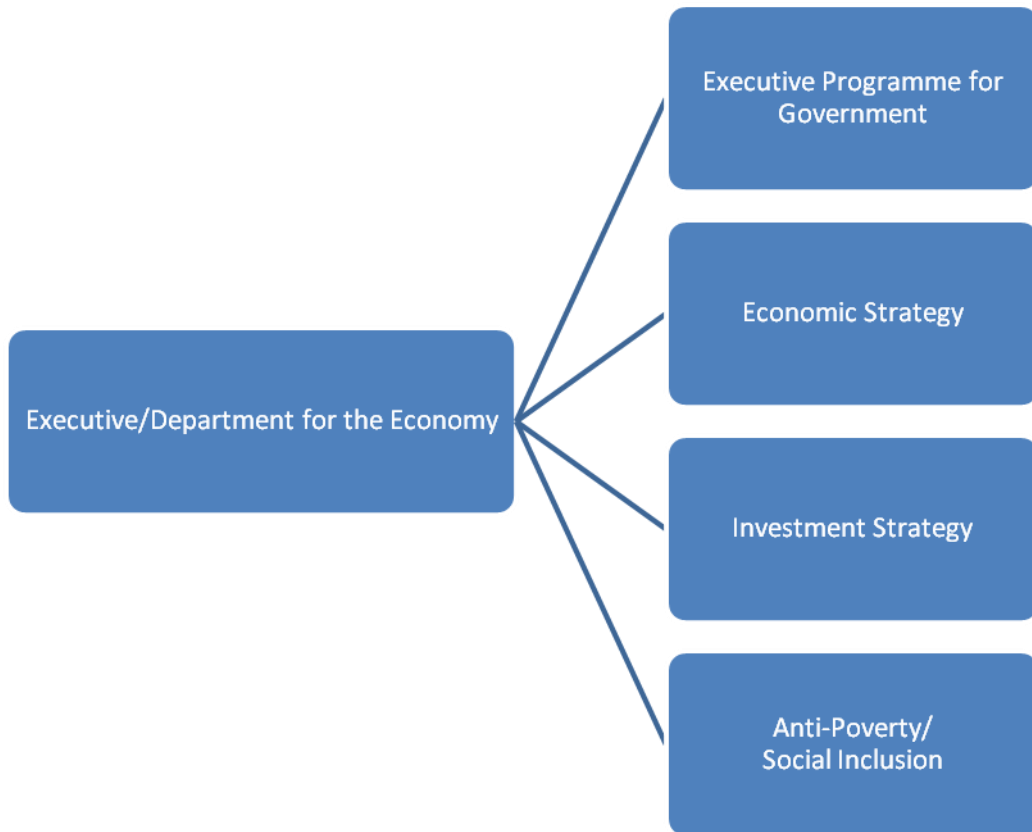 Executive Programme for
Government
Economic Strategy
Executive/Department for the Economy
Investment Strategy
Anti-Poverty/
Social Inclusion